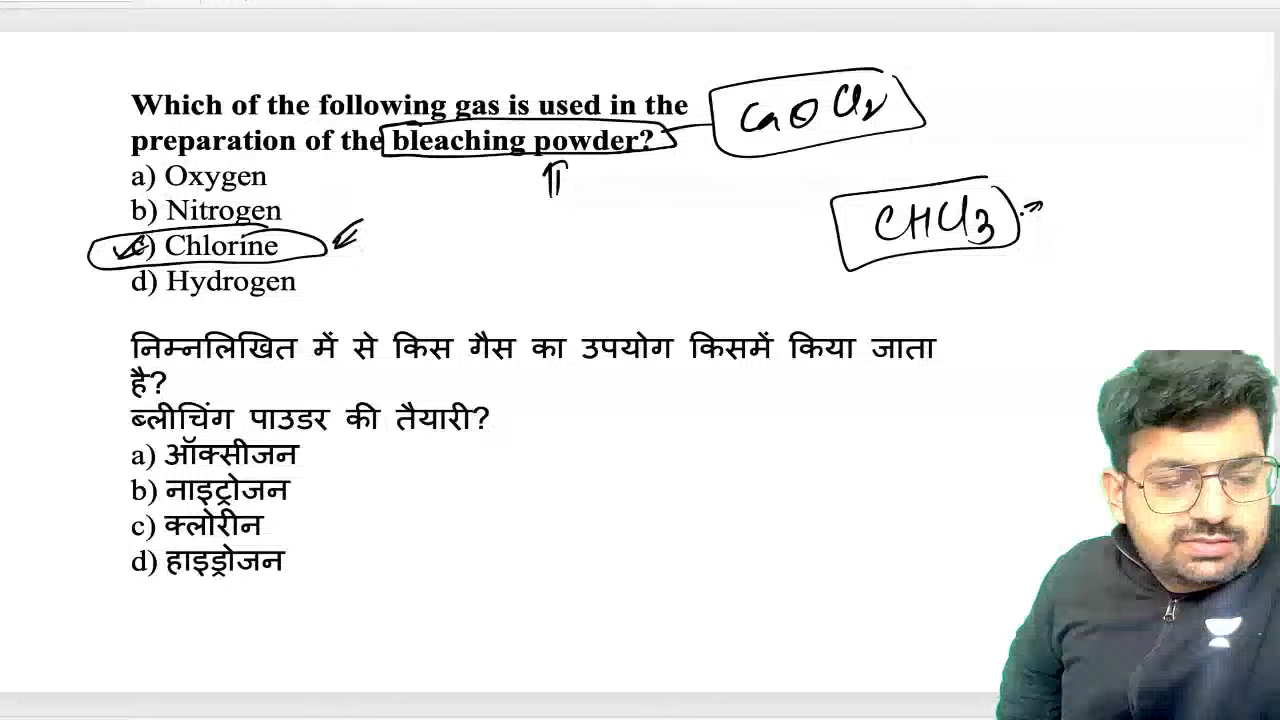 Which of the following gas is used in the
preparation of the bleaching powder?
CaOCl2
a) Oxygen
b) Nitrogen
c) Chlorine
d) Hydrogen
CHCl3
निम्नलिखित में से किस गैस का उपयोग किसमें किया जाता
है?
ब्लीचिंग पाउडर की तैयारी?
a) ऑक्सीजन
b) नाइट्रोजन
c) क्लोरीन
d) हाइड्रोजन